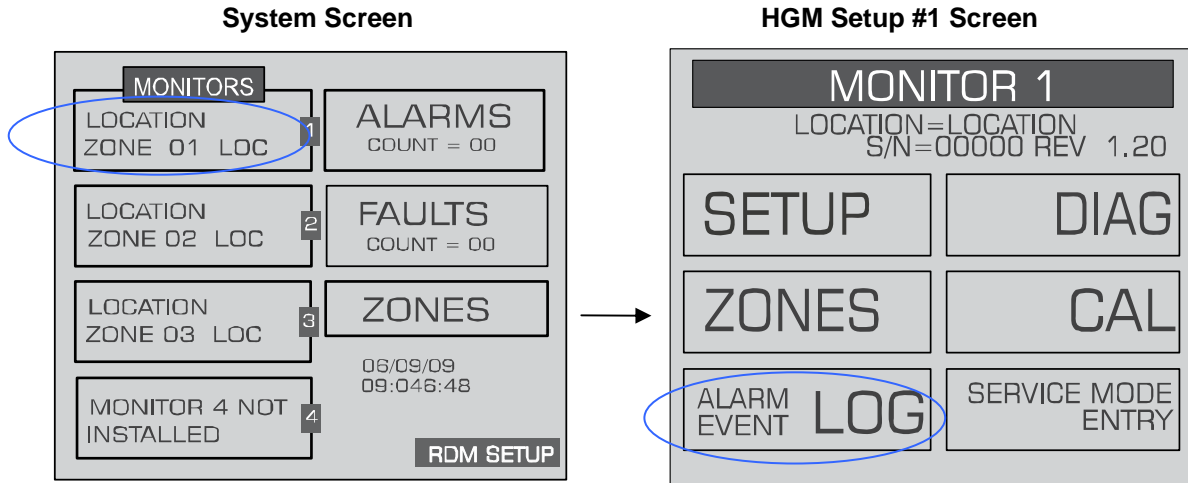 System Screen
MONITORS
LOCATION
ZONE 01 LOC
1
ALARMS
COUNT = 00
LOCATION
ZONE 02 LOC
2
FAULTS
COUNT = 00
LOCATION
ZONE 03 LOC
3
ZONES
06/09/09
09:046:48
MONITOR 4 NOT
INSTALLED
4
RDM SETUP
HGM Setup #1 Screen
MONITOR 1
LOCATION=LOCATION
S/N=00000 REV 1.20
SETUP
DIAG
ZONES
CAL
ALARM
EVENT
LOG
SERVICE MODE
ENTRY